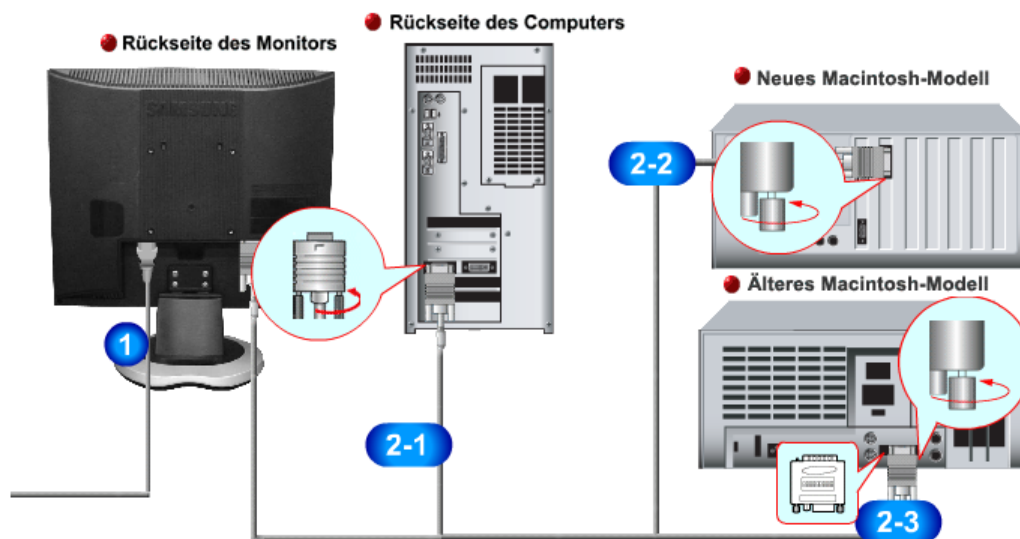 Rückseite des Monitors
Rückseite des Computers
Neues Macintosh-Modell
SAMSUNG
2-2
Älteres Macintosh-Modell
1
2-1
2-3